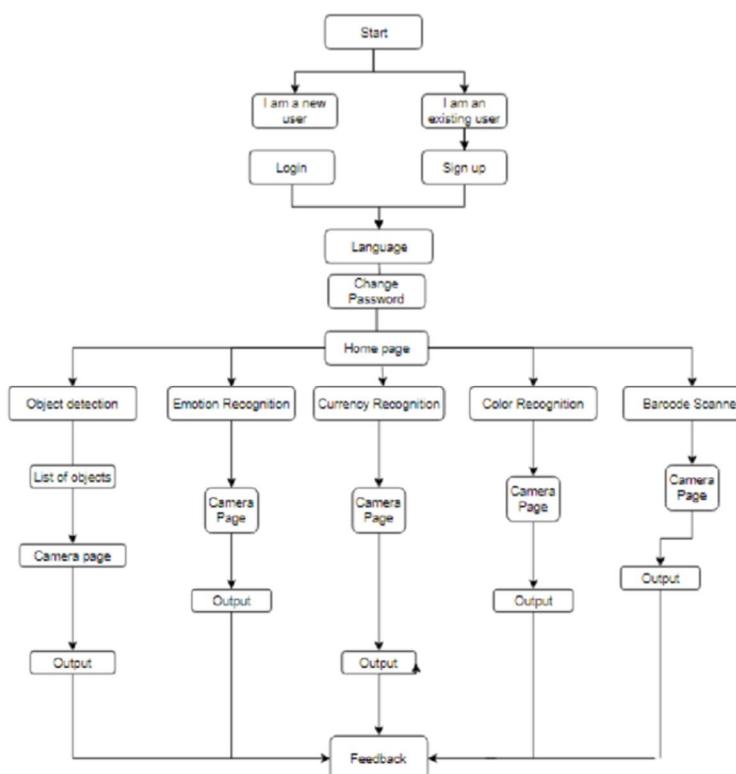 Start
I am a new
user
I am an
existing user
Login
Sign up
Language
Change
Password
Home page
Object detection
Emotion Recognition
Currency Recognition
Color Recognition
Barcode Scanne
List of objects
Camera
Page
Camera
Page
Camera
Page
Camera
Page
Camera page
Output
Output
Output
Output
Output
Feedback